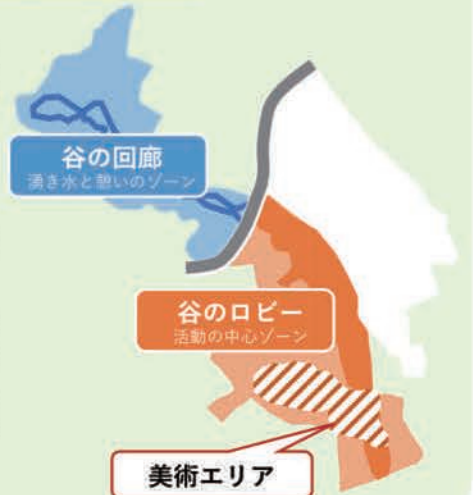 谷の回廊
湧き水と憩いのゾーン
谷のロビー
活動の中心ゾーン
美術エリア